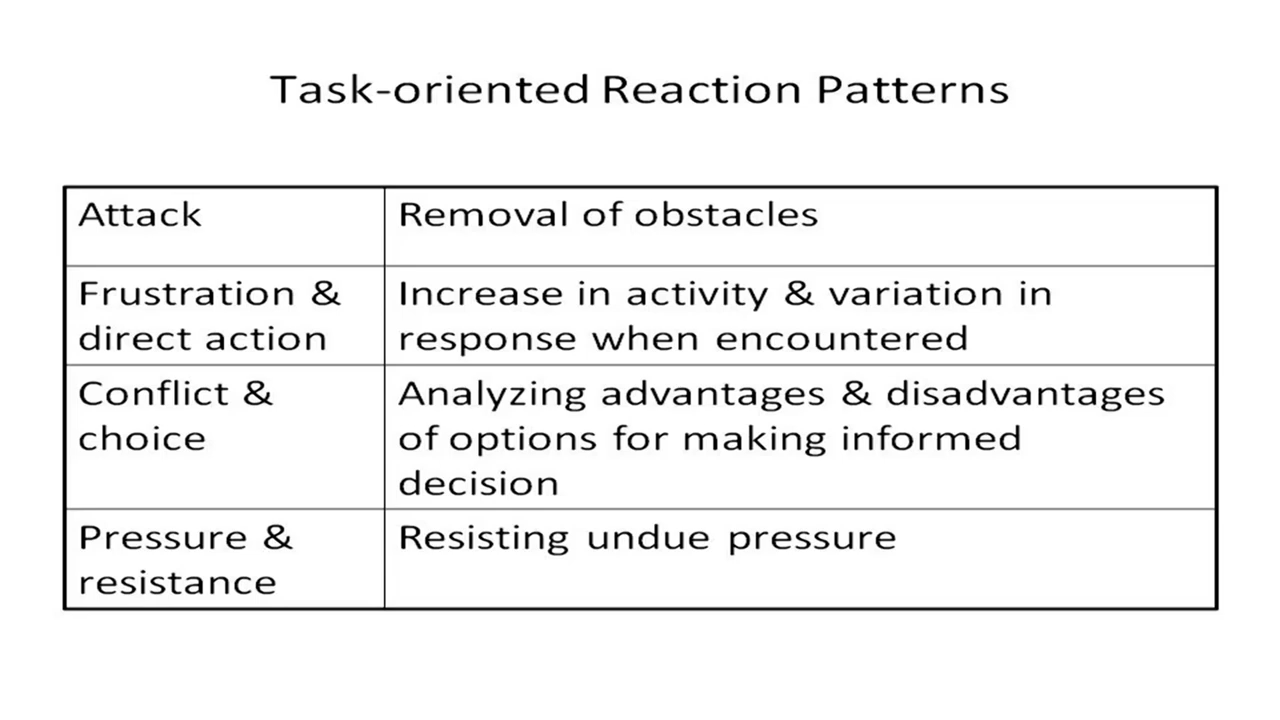 Task-oriented Reaction Patterns
Attack
Removal of obstacles
Frustration &
direct action
Increase in activity & variation in
response when encountered
Conflict &
choice
Analyzing advantages & disadvantages
of options for making informed
decision
Pressure &
resistance
Resisting undue pressure